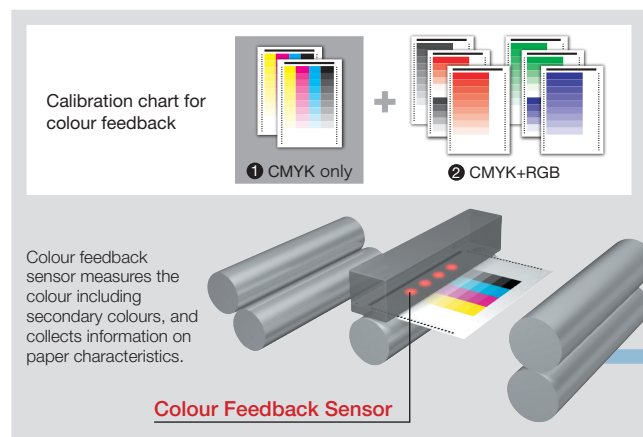 Calibration chart for
colour feedback
❶ CMYK only
+
❷ CMYK+RGB
Colour feedback
sensor measures the
colour including
secondary colours, and
collects information on
paper characteristics.
Colour Feedback Sensor